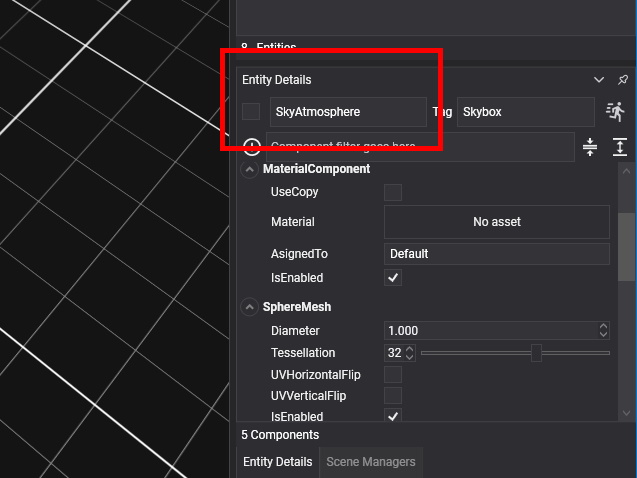 8 Entities
Entity Details
SkyAtmosphere Tag Skybox
Component filter goes here
MaterialComponent
UseCopy
Material No asset
AsignedTo Default
IsEnabled
SphereMesh
Diameter 1.000
Tessellation 32
UVHorizontalFlip
UVVerticalFlip
IsEnabled
5 Components
Entity Details Scene Managers